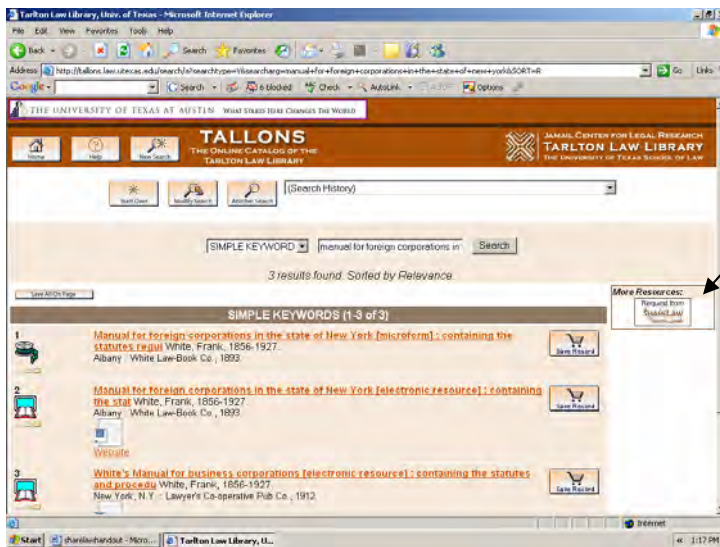 Tarlton Law Library, Univ. of Texas - Microsoft Internet Explorer
File Edit View Favorites Tools Help
Back Search Favorites
Address http://tallons.law.utexas.edu/search/a?searchtype=Y&searcharg=manual+for+foreign+corporations+in+the+state+of+new+york&SORT=R Go Links
Google Search 6 blocked Check AutoLink Options
THE UNIVERSITY OF TEXAS AT AUSTIN WHAT STARTS HERE CHANGES THE WORLD
Home Help New Search
TALLONS
THE ONLINE CATALOG OF THE
TARLTON LAW LIBRARY
JAMAIL CENTER FOR LEGAL RESEARCH
TARLTON LAW LIBRARY
THE UNIVERSITY OF TEXAS SCHOOL OF LAW
Start Over Modify Search Another Search (Search History)
SIMPLE KEYWORD manual for foreign corporations in Search
3 results found. Sorted by Relevance.
Save All On Page
More Resources:
Request from
ShareLaw
SIMPLE KEYWORDS (1-3 of 3)
1
Manual for foreign corporations in the state of New York [microform] : containing the
statutes regul White, Frank, 1856-1927.
Albany : White Law-Book Co., 1893.
Save Record
2
Manual for foreign corporations in the state of New York [electronic resource] : containing
the stat White, Frank, 1856-1927.
Albany : White Law-Book Co., 1893.
Save Record
Website
3
White's Manual for business corporations [electronic resource] : containing the statutes
and procedu White, Frank, 1856-1927.
New York, N.Y. : Lawyer's Co-operative Pub Co., 1912.
Save Record
Internet
Start sharelawhandout - Micro... Tarlton Law Library, U... 1:17 PM